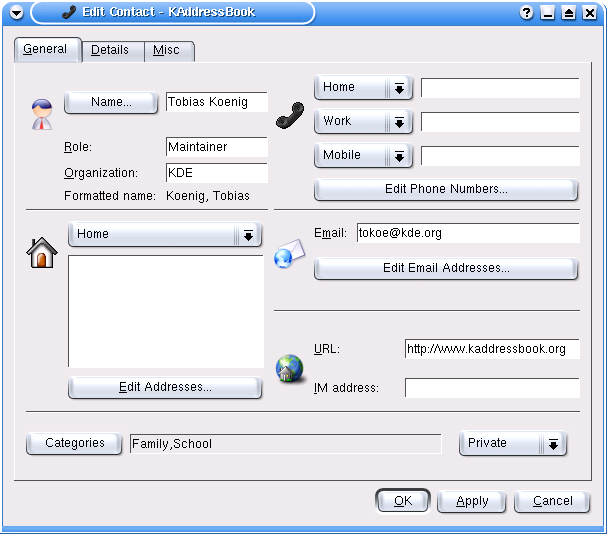 Edit Contact - KAddressBook
?
General Details Misc
Name... Tobias Koenig
Role: Maintainer
Organization: KDE
Formatted name: Koenig, Tobias
Home
Work
Mobile
Edit Phone Numbers...
Home
Edit Addresses...
Email: tokoe@kde.org
Edit Email Addresses...
URL: http://www.kaddressbook.org
IM address:
Categories Family,School Private
OK Apply Cancel